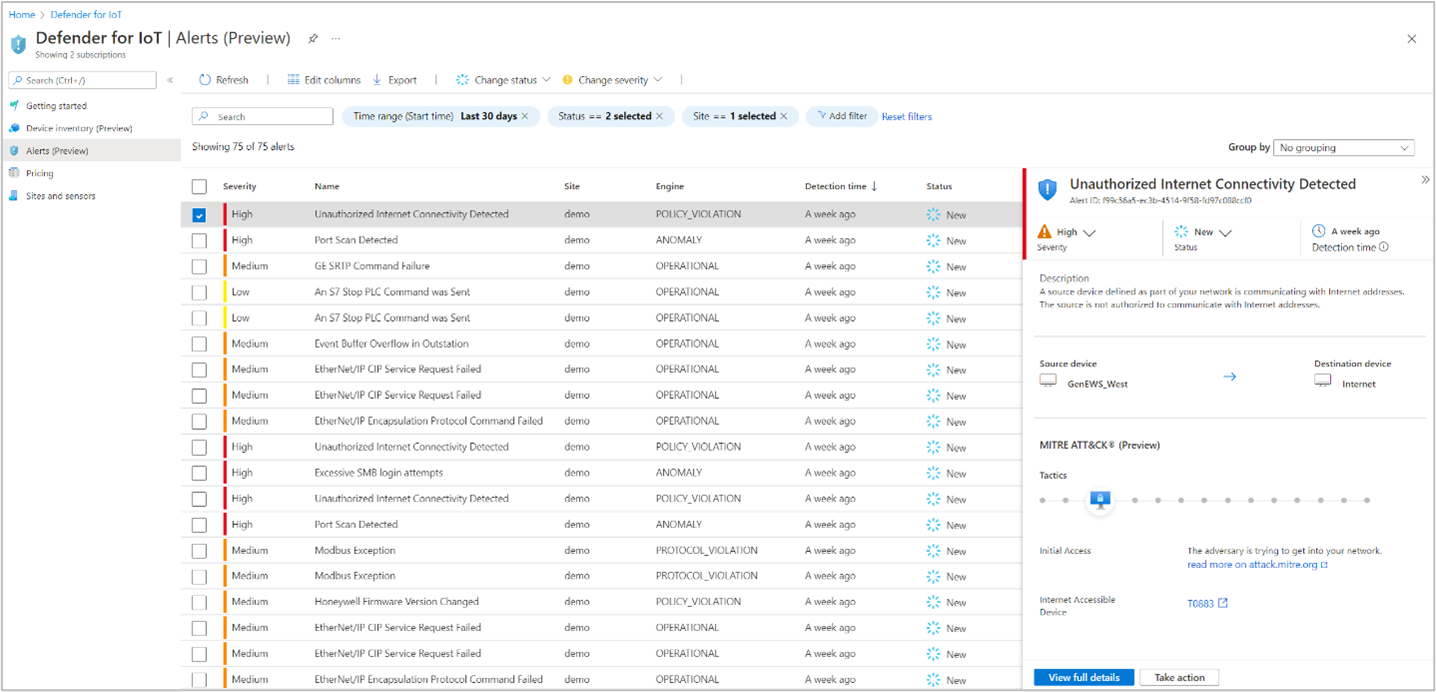 Home > Defender for IoT
Defender for IoT | Alerts (Preview) ...
Showing 2 subscriptions
Search (Ctrl+/) «
Getting started
Device inventory (Preview)
Alerts (Preview)
Pricing
Sites and sensors
Refresh | Edit columns Export | Change status Change severity |
Search Time range (Start time) Last 30 days × Status == 2 selected × Site == 1 selected × Add filter Reset filters
Showing 75 of 75 alerts
Group by No grouping
Severity Name Site Engine Detection time ↓ Status
High Unauthorized Internet Connectivity Detected demo POLICY_VIOLATION A week ago New
High Port Scan Detected demo ANOMALY A week ago New
Medium GE SRTP Command Failure demo OPERATIONAL A week ago New
Low An S7 Stop PLC Command was Sent demo OPERATIONAL A week ago New
Low An S7 Stop PLC Command was Sent demo OPERATIONAL A week ago New
Medium Event Buffer Overflow in Outstation demo OPERATIONAL A week ago New
Medium EtherNet/IP CIP Service Request Failed demo OPERATIONAL A week ago New
Medium EtherNet/IP CIP Service Request Failed demo OPERATIONAL A week ago New
Medium EtherNet/IP Encapsulation Protocol Command Failed demo OPERATIONAL A week ago New
High Unauthorized Internet Connectivity Detected demo POLICY_VIOLATION A week ago New
High Excessive SMB login attempts demo ANOMALY A week ago New
High Unauthorized Internet Connectivity Detected demo POLICY_VIOLATION A week ago New
High Port Scan Detected demo ANOMALY A week ago New
Medium Modbus Exception demo PROTOCOL_VIOLATION A week ago New
Medium Modbus Exception demo PROTOCOL_VIOLATION A week ago New
Medium Honeywell Firmware Version Changed demo POLICY_VIOLATION A week ago New
Medium EtherNet/IP CIP Service Request Failed demo OPERATIONAL A week ago New
Medium EtherNet/IP CIP Service Request Failed demo OPERATIONAL A week ago New
Medium EtherNet/IP Encapsulation Protocol Command Failed demo OPERATIONAL A week ago New
Unauthorized Internet Connectivity Detected »
Alert ID: f99c56a5-ec3b-4514-9f58-fd97c088ccf0
High New A week ago
Severity Status Detection time
Description
A source device defined as part of your network is communicating with Internet addresses.
The source is not authorized to communicate with Internet addresses.
Source device Destination device
GenEWS_West → Internet
MITRE ATT&CK® (Preview)
Tactics
Initial Access The adversary is trying to get into your network.
read more on attack.mitre.org
Internet Accessible T0883
Device
View full details Take action